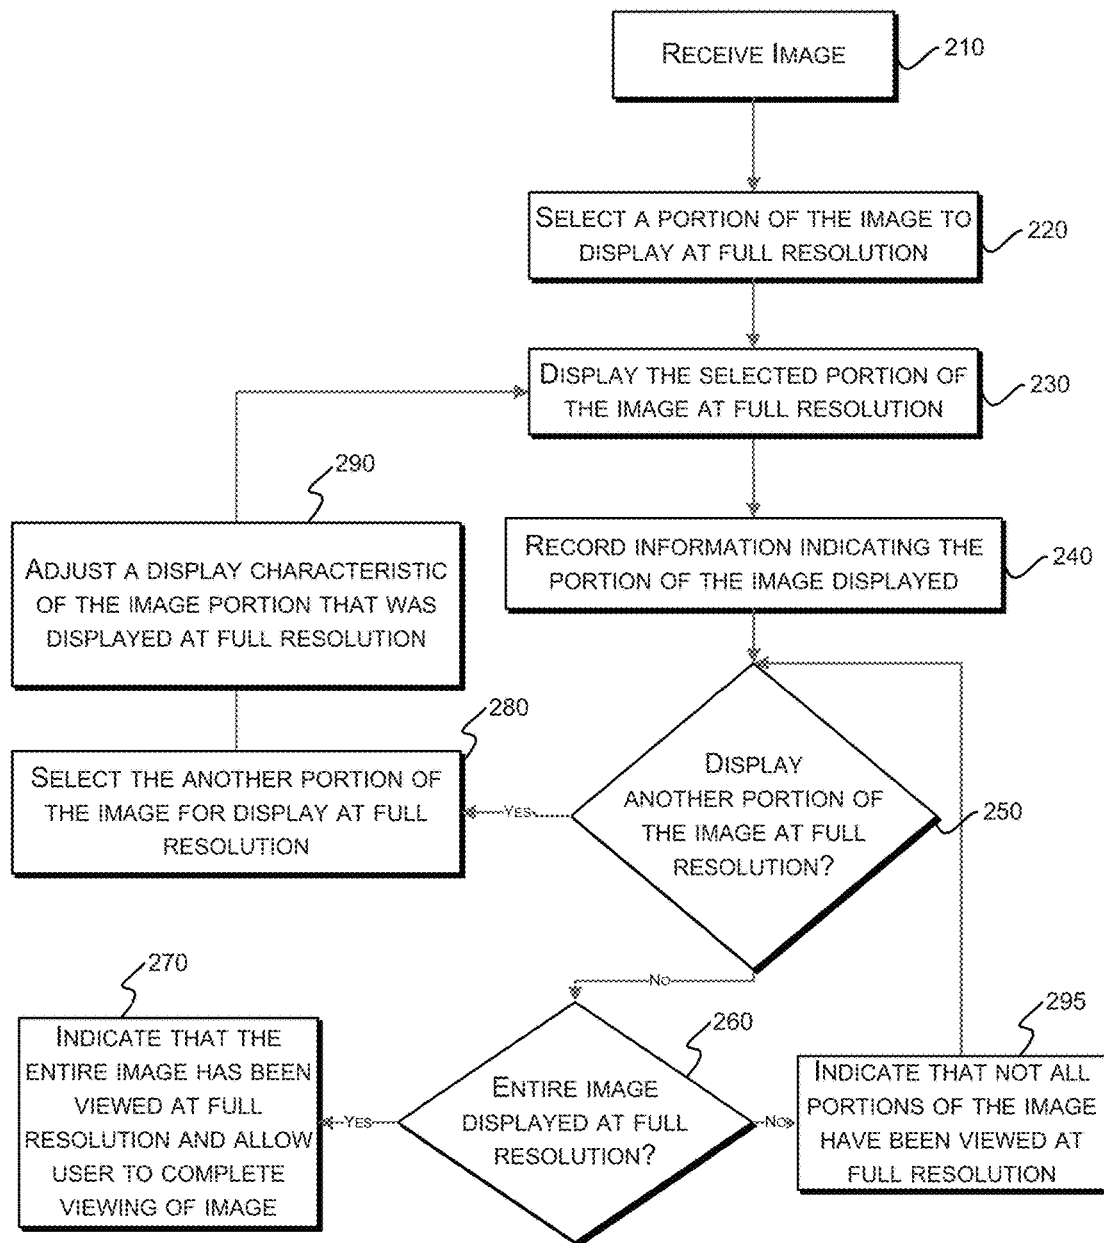 RECEIVE IMAGE
210
SELECT A PORTION OF THE IMAGE TO
DISPLAY AT FULL RESOLUTION
220
DISPLAY THE SELECTED PORTION OF
THE IMAGE AT FULL RESOLUTION
230
290
ADJUST A DISPLAY CHARACTERISTIC
OF THE IMAGE PORTION THAT WAS
DISPLAYED AT FULL RESOLUTION
RECORD INFORMATION INDICATING THE
PORTION OF THE IMAGE DISPLAYED
240
280
SELECT THE ANOTHER PORTION OF
THE IMAGE FOR DISPLAY AT FULL
RESOLUTION
YES
DISPLAY
ANOTHER PORTION OF
THE IMAGE AT FULL
RESOLUTION?
250
NO
270
INDICATE THAT THE
ENTIRE IMAGE HAS BEEN
VIEWED AT FULL
RESOLUTION AND ALLOW
USER TO COMPLETE
VIEWING OF IMAGE
YES
260
ENTIRE IMAGE
DISPLAYED AT FULL
RESOLUTION?
NO
295
INDICATE THAT NOT ALL
PORTIONS OF THE IMAGE
HAVE BEEN VIEWED AT
FULL RESOLUTION